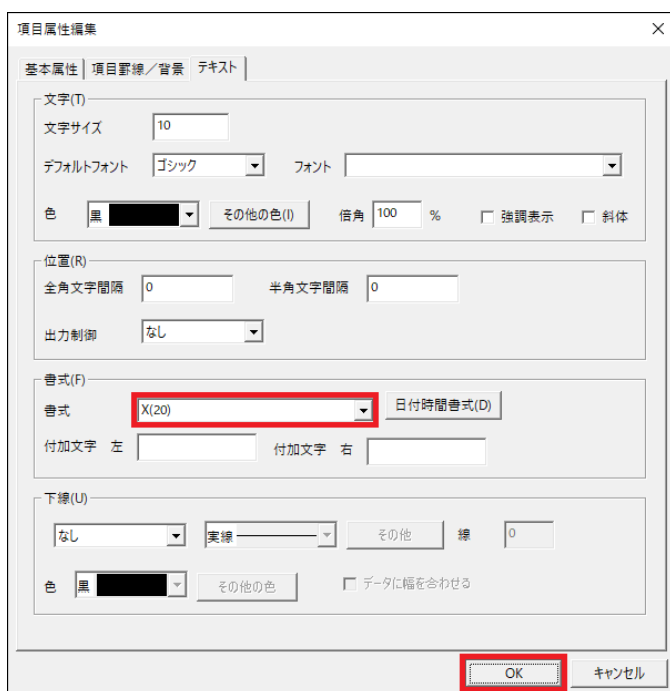 項目属性編集
基本属性 項目罫線／背景 テキスト
文字(T)
文字サイズ 10
デフォルトフォント ゴシック フォント
色 黒 その他の色(I) 倍角 100 % 強調表示 斜体
位置(R)
全角文字間隔 0 半角文字間隔 0
出力制御 なし
書式(F)
書式 X(20) 日付時間書式(D)
付加文字 左 付加文字 右
下線(U)
なし 実線 その他 線 0
色 黒 その他の色 データに幅を合わせる
OK キャンセル